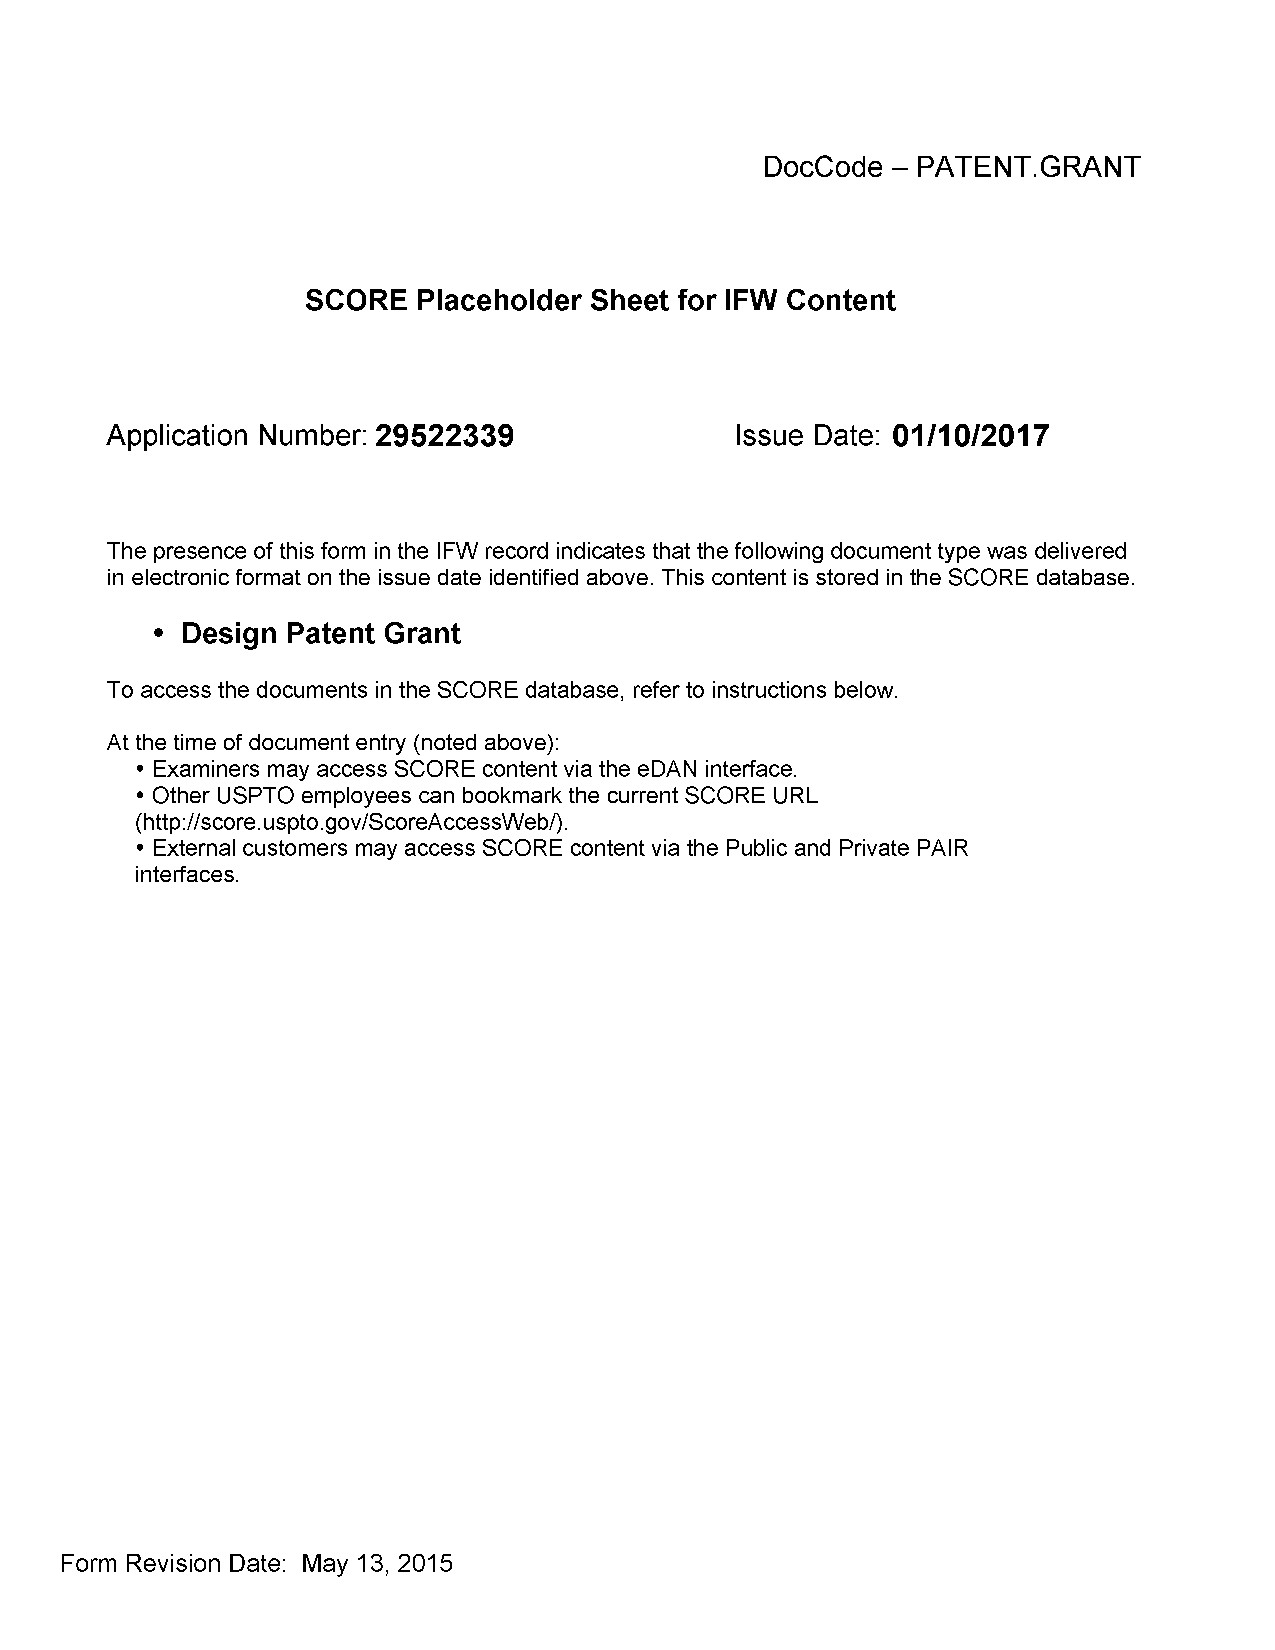 DocCode – PATENT.GRANT
SCORE Placeholder Sheet for IFW Content
Application Number: 29522339 Issue Date: 01/10/2017
The presence of this form in the IFW record indicates that the following document type was delivered
in electronic format on the issue date identified above. This content is stored in the SCORE database.
• Design Patent Grant
To access the documents in the SCORE database, refer to instructions below.
At the time of document entry (noted above):
• Examiners may access SCORE content via the eDAN interface.
• Other USPTO employees can bookmark the current SCORE URL
(http://score.uspto.gov/ScoreAccessWeb/).
• External customers may access SCORE content via the Public and Private PAIR
interfaces.
Form Revision Date: May 13, 2015